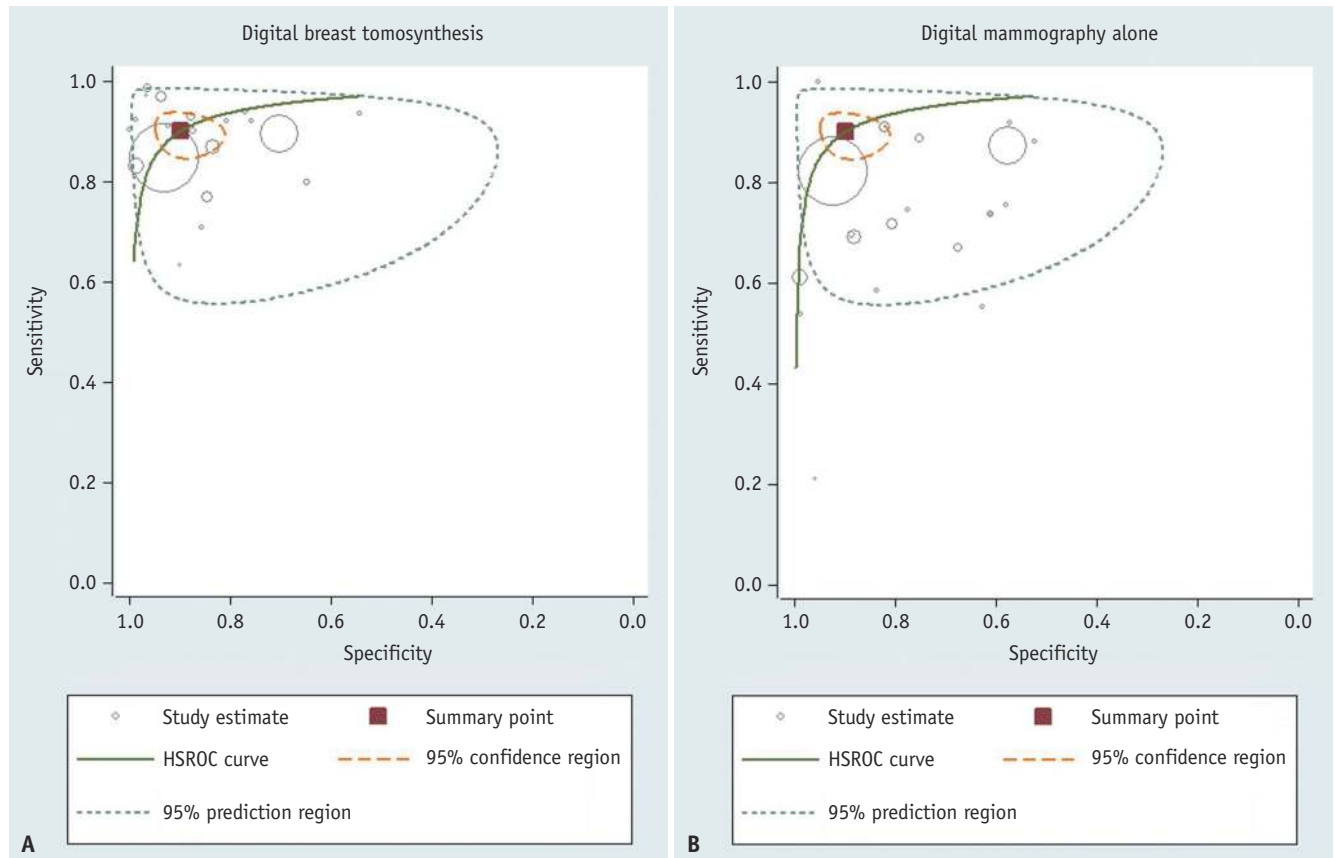 Digital breast tomosynthesis
1.0
0.8
0.6
0.4
0.2
0.0
Sensitivity
1.0 0.8 0.6 0.4 0.2 0.0
Specificity
Study estimate Summary point
HSROC curve 95% confidence region
95% prediction region
A
Digital mammography alone
1.0
0.8
0.6
0.4
0.2
0.0
Sensitivity
1.0 0.8 0.6 0.4 0.2 0.0
Specificity
Study estimate Summary point
HSROC curve 95% confidence region
95% prediction region
B